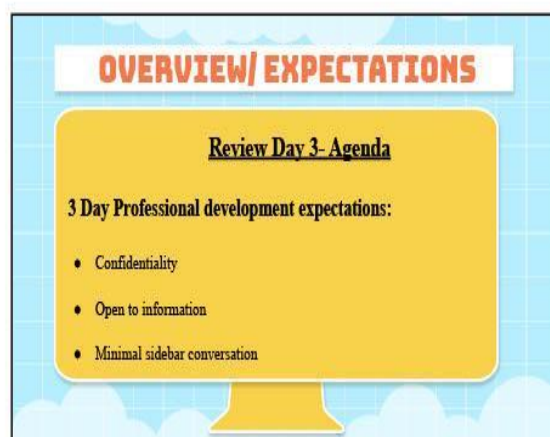 OVERVIEW/ EXPECTATIONS
Review Day 3- Agenda
3 Day Professional development expectations:
● Confidentiality
● Open to information
● Minimal sidebar conversation